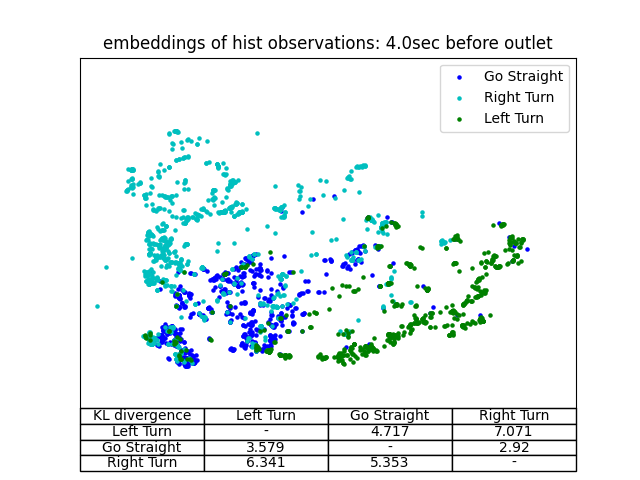 embeddings of hist observations: 4.0sec before outlet
Go Straight
Right Turn
Left Turn
KL divergence Left Turn Go Straight Right Turn
Left Turn - 4.717 7.071
Go Straight 3.579 - 2.92
Right Turn 6.341 5.353 -